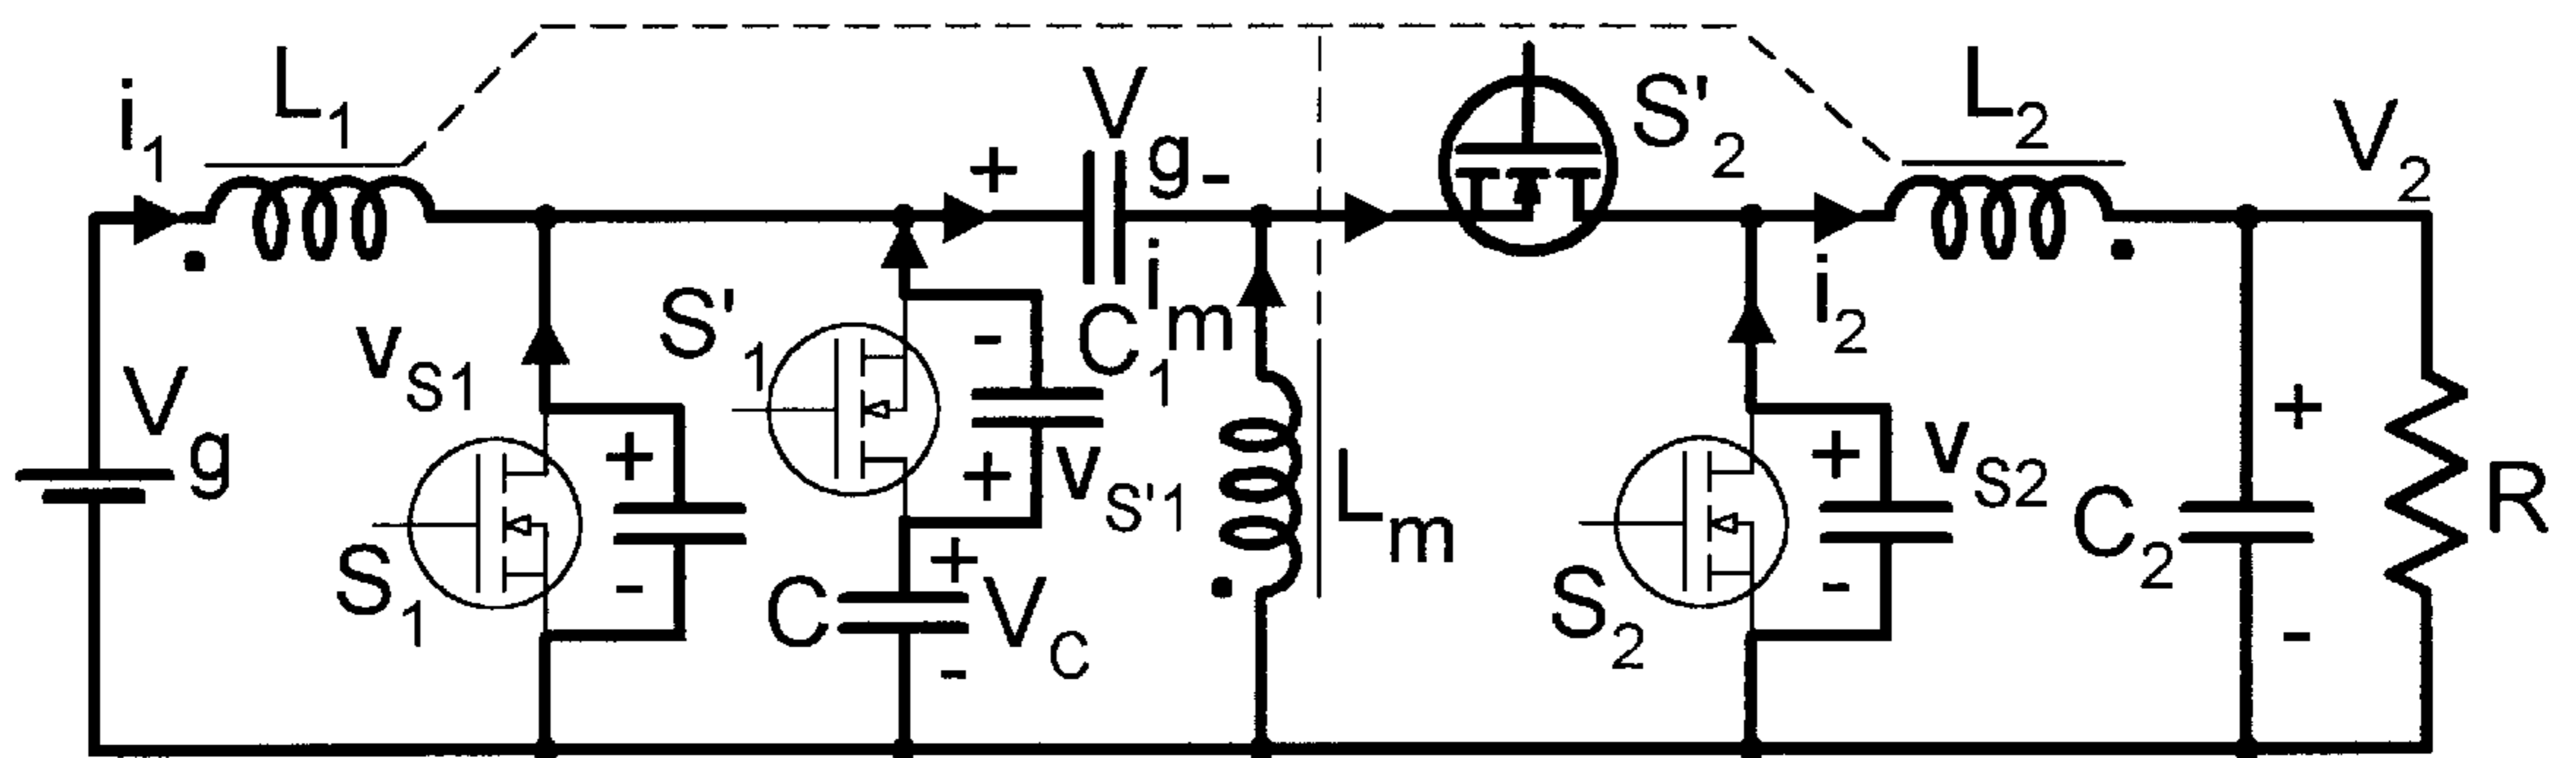 i1
L1
Vg
S'2
L2
V2
vS1
S'1
-
+
vS'1
C1
im
i2
Vg
S1
+
-
C
+
VC
-
Lm
S2
+
-
vS2
C2
+
-
R
+
-